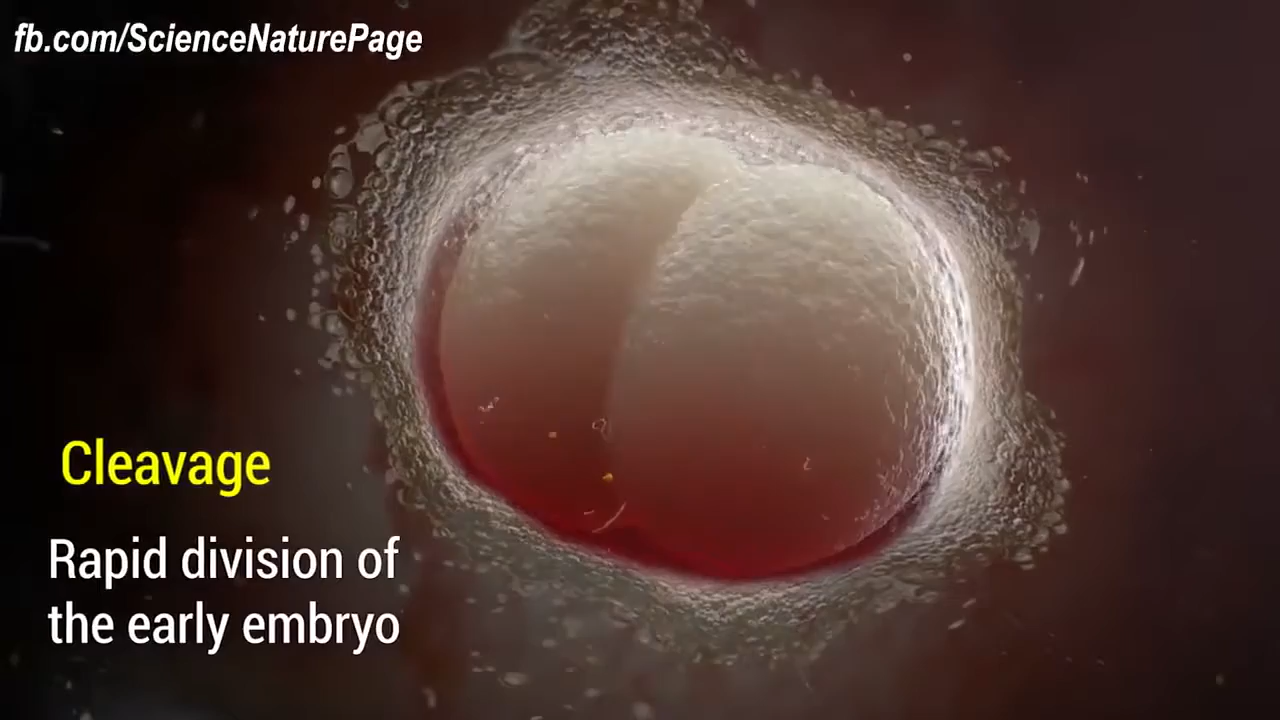 fb.com/ScienceNaturePage
Cleavage
Rapid division of
the early embryo